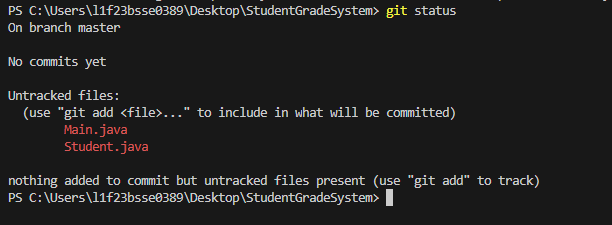 PS C:\Users\l1f23bsse0389\Desktop\StudentGradeSystem> git status
On branch master
No commits yet
Untracked files:
(use "git add <file>..." to include in what will be committed)
Main.java
Student.java
nothing added to commit but untracked files present (use "git add" to track)
PS C:\Users\l1f23bsse0389\Desktop\StudentGradeSystem>